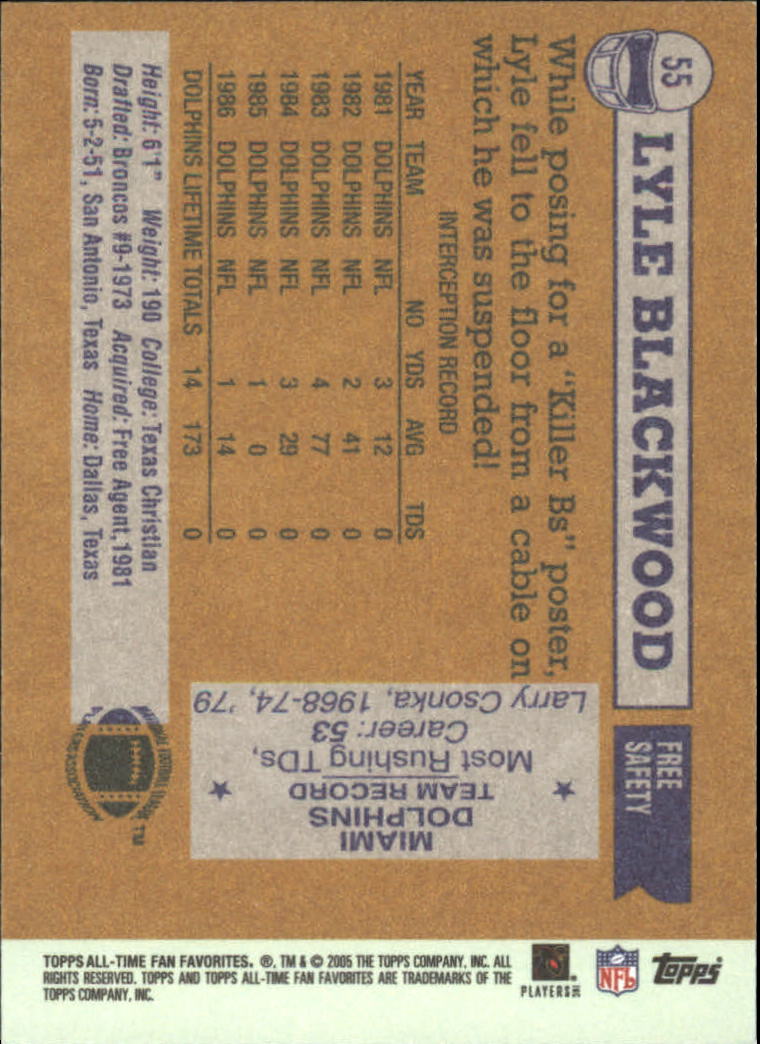 55
LYLE BLACKWOOD
FREE
SAFETY
While posing for a "Killer Bs" poster,
Lyle fell to the floor from a cable on
which he was suspended!
INTERCEPTION RECORD
YEAR TEAM NO YDS AVG TDS
1981 DOLPHINS NFL 3 12 0
1982 DOLPHINS NFL 2 41 0
1983 DOLPHINS NFL 4 77 0
1984 DOLPHINS NFL 3 29 0
1985 DOLPHINS NFL 1 0 0
1986 DOLPHINS NFL 1 14 0
DOLPHINS LIFETIME TOTALS 14 173 0
Height: 6'1" Weight: 190 College: Texas Christian
Drafted: Broncos #9-1973 Acquired: Free Agent, 1981
Born: 5-2-51, San Antonio, Texas Home: Dallas, Texas
MIAMI
DOLPHINS
TEAM RECORD
Most Rushing TDs,
Career: 53
Larry Csonka, 1968-74, '79
TM
TOPPS ALL-TIME FAN FAVORITES. ®, TM & © 2005 THE TOPPS COMPANY, INC. ALL
RIGHTS RESERVED. TOPPS AND TOPPS ALL-TIME FAN FAVORITES ARE TRADEMARKS OF THE
TOPPS COMPANY, INC.
PLAYERS INC
NFL
Topps